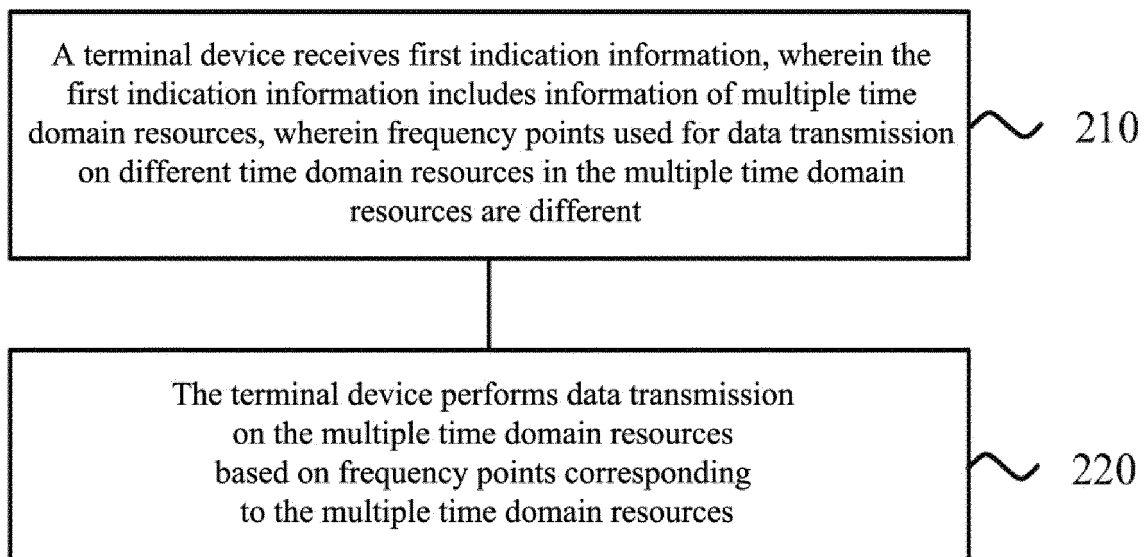 A terminal device receives first indication information, wherein the
first indication information includes information of multiple time
domain resources, wherein frequency points used for data transmission
on different time domain resources in the multiple time domain
resources are different
210
The terminal device performs data transmission
on the multiple time domain resources
based on frequency points corresponding
to the multiple time domain resources
220